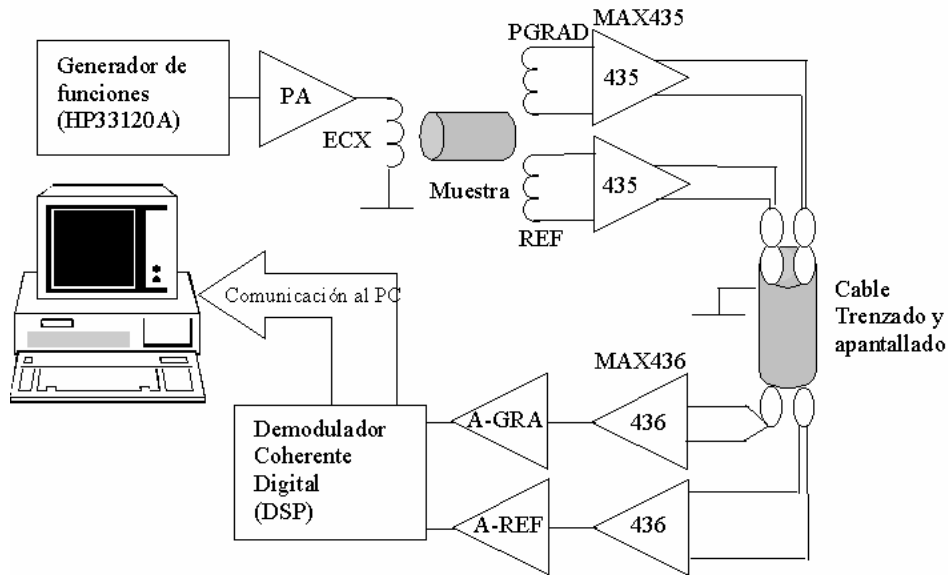 MAX435
PGRAD
Generador de
funciones
(HP33120A)
PA
435
ECX
Muestra
435
REF
Comunicación al PC
Cable
Trenzado y
apantallado
MAX436
A-GRA
436
Demodulador
Coherente
Digital
(DSP)
A-REF
436